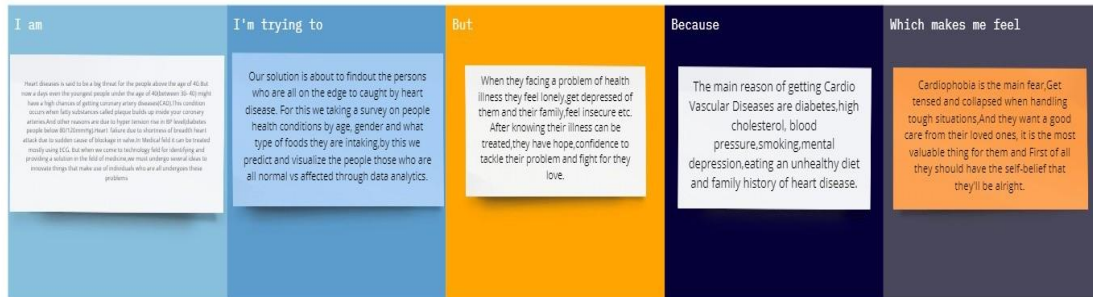 I am
Heart diseases is said to be a big threat for the people above the age of 40.But
now a days even the youngest people under the age of 40(between 30-40) might
have a high chances of getting coronary artery diseases(CAD).This condition
occurs when fatty substances called plaque builds up inside your coronary
arteries.And other reasons are due to hyper tension rise in BP level(diabetes
people below 80/120mmhg).Heart failure due to shortness of breadth heart
attack due to sudden cause of blockage in valve.In Medical field it can be treated
mostly using ECG. But when we come to technology field for identifying and
providing a solution in the field of medicine,we must undergo several ideas to
innovate things that make use of individuals who are all undergoes these
problems
I'm trying to
Our solution is about to findout the persons
who are all on the edge to caught by heart
disease. For this we taking a survey on people
health conditions by age, gender and what
type of foods they are intaking,by this we
predict and visualize the people those who are
all normal vs affected through data analytics.
But
When they facing a problem of health
illness they feel lonely,get depressed of
them and their family,feel insecure etc.
After knowing their illness can be
treated,they have hope,confidence to
tackle their problem and fight for they
love.
Because
The main reason of getting Cardio
Vascular Diseases are diabetes,high
cholesterol, blood
pressure,smoking,mental
depression,eating an unhealthy diet
and family history of heart disease.
Which makes me feel
Cardiophobia is the main fear,Get
tensed and collapsed when handling
tough situations,And they want a good
care from their loved ones, it is the most
valuable thing for them and First of all
they should have the self-belief that
they'll be alright.